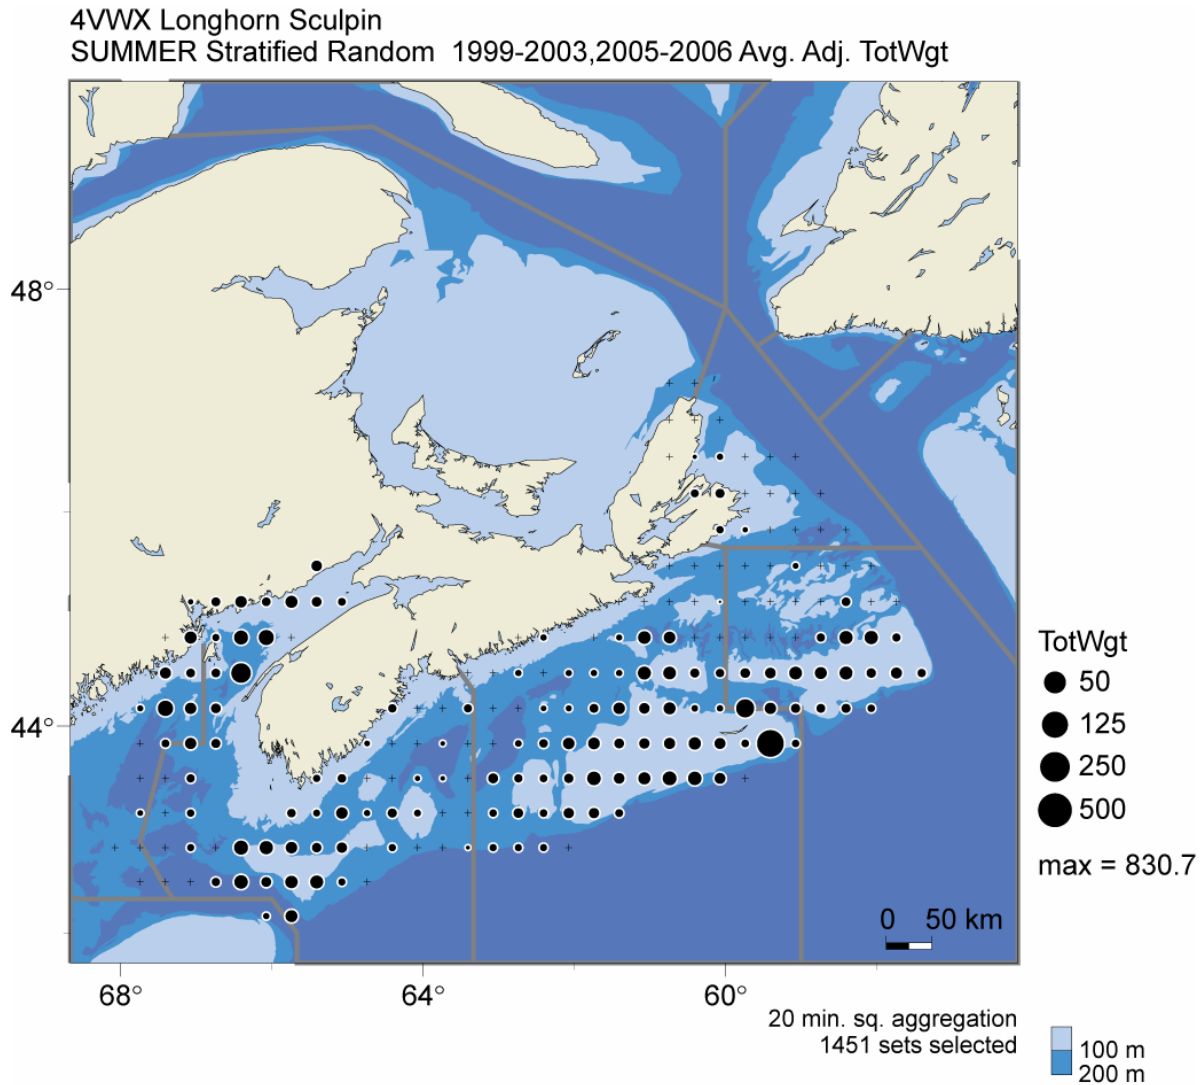 4VWX Longhorn Sculpin
SUMMER Stratified Random 1999-2003,2005-2006 Avg. Adj. TotWgt
48°
44°
TotWgt
50
125
250
500
max = 830.7
0 50 km
68° 64° 60°
20 min. sq. aggregation
1451 sets selected
100 m
200 m